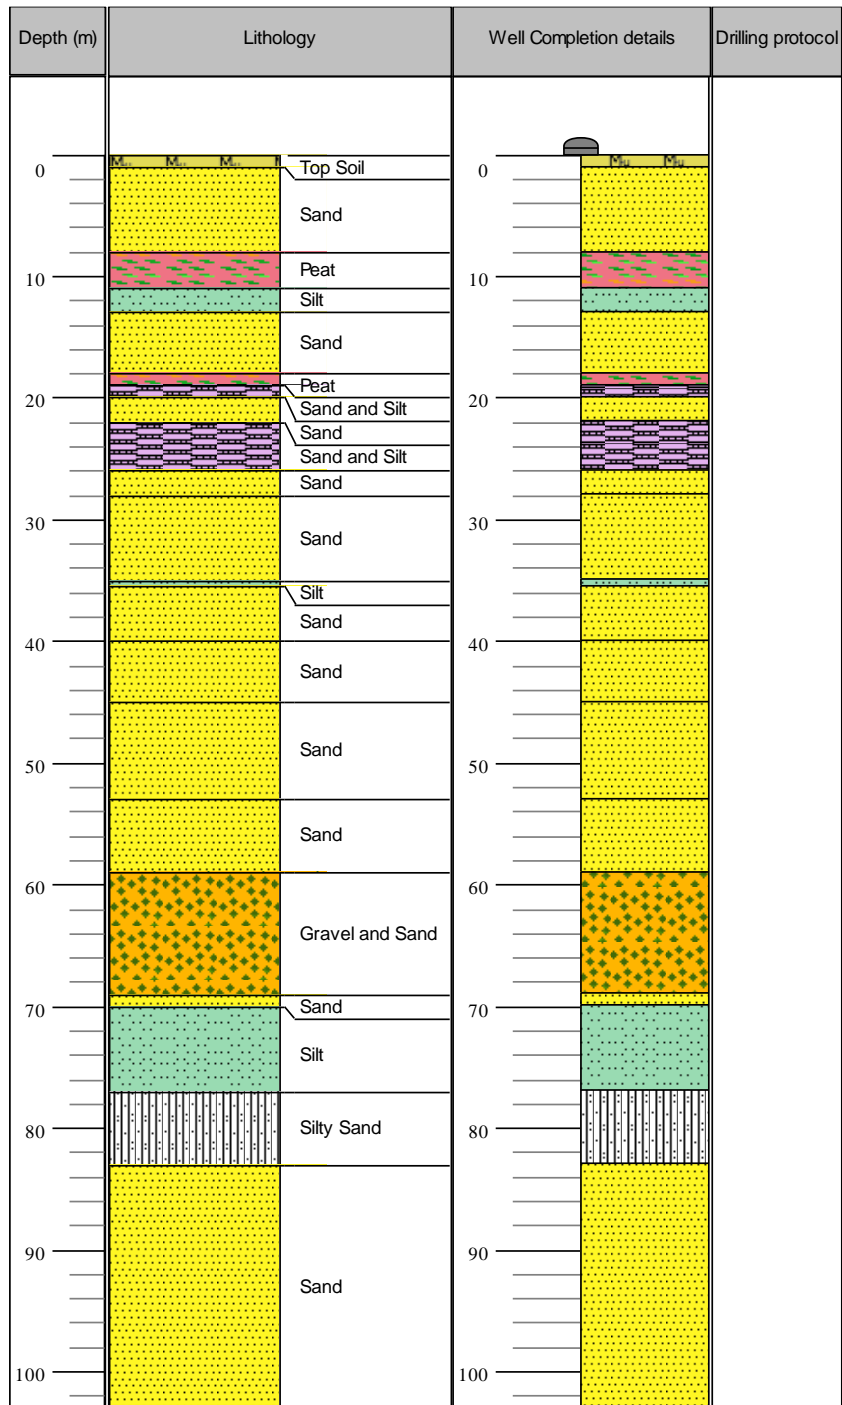 Depth (m)
Lithology
Well Completion details
Drilling protocol
0
10
20
30
40
50
60
70
80
90
100
Top Soil
Sand
Peat
Silt
Sand
Peat
Sand and Silt
Sand
Sand and Silt
Sand
Sand
Silt
Sand
Sand
Sand
Sand
Gravel and Sand
Sand
Silt
Silty Sand
Sand
0
10
20
30
40
50
60
70
80
90
100